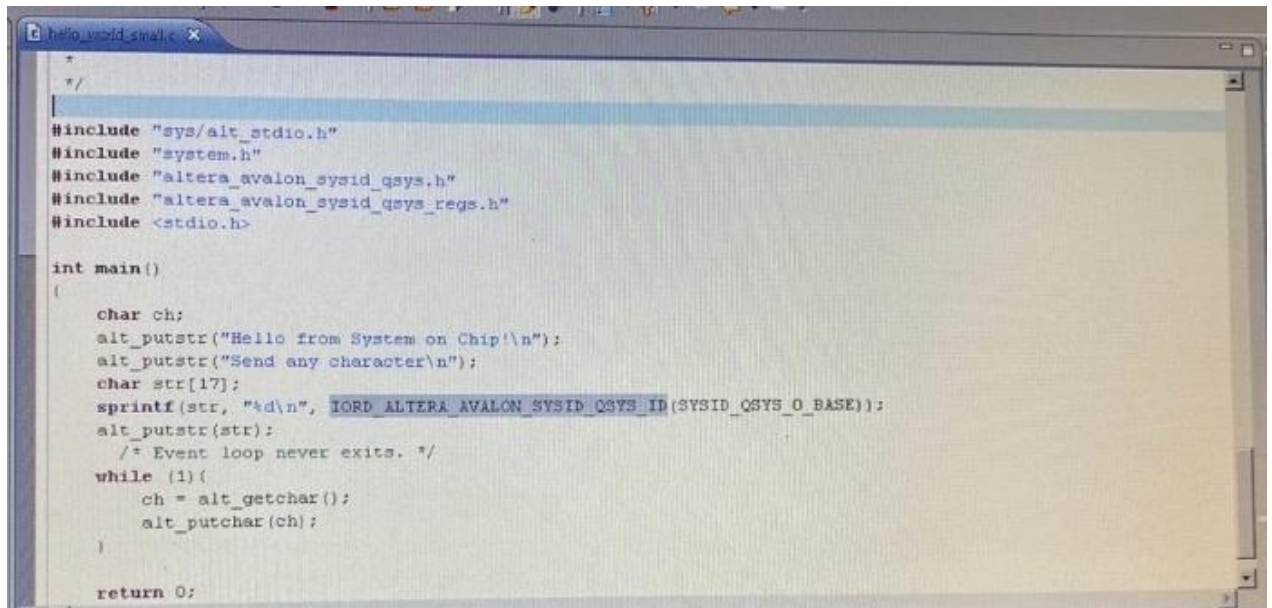 hello_world_small.c
*
*/
#include "sys/alt_stdio.h"
#include "system.h"
#include "altera_avalon_sysid_qsys.h"
#include "altera_avalon_sysid_qsys_regs.h"
#include <stdio.h>
int main()
{
char ch;
alt_putstr("Hello from System on Chip!\n");
alt_putstr("Send any character\n");
char str[17];
sprintf(str, "%d\n", IORD_ALTERA_AVALON_SYSID_QSYS_ID(SYSID_QSYS_0_BASE));
alt_putstr(str);
/* Event loop never exits. */
while (1){
ch = alt_getchar();
alt_putchar(ch);
}
return 0;